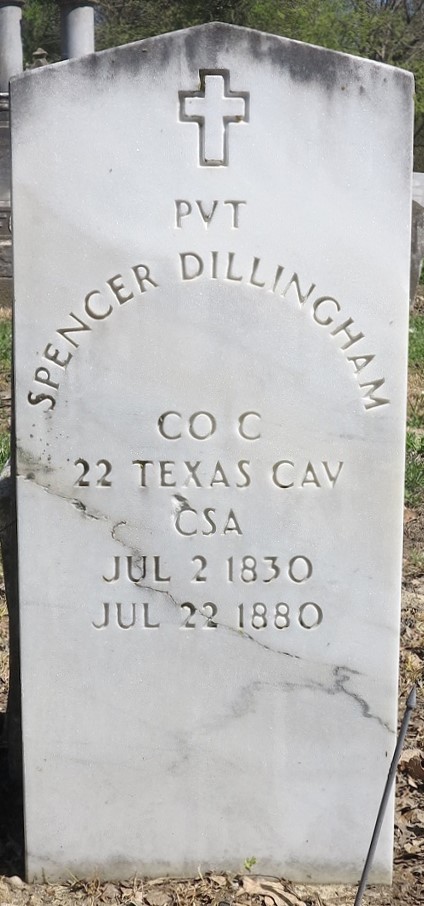 PVT
SPENCER DILLINGHAM
CO C
22 TEXAS CAV
CSA
JUL 2 1830
JUL 22 1880